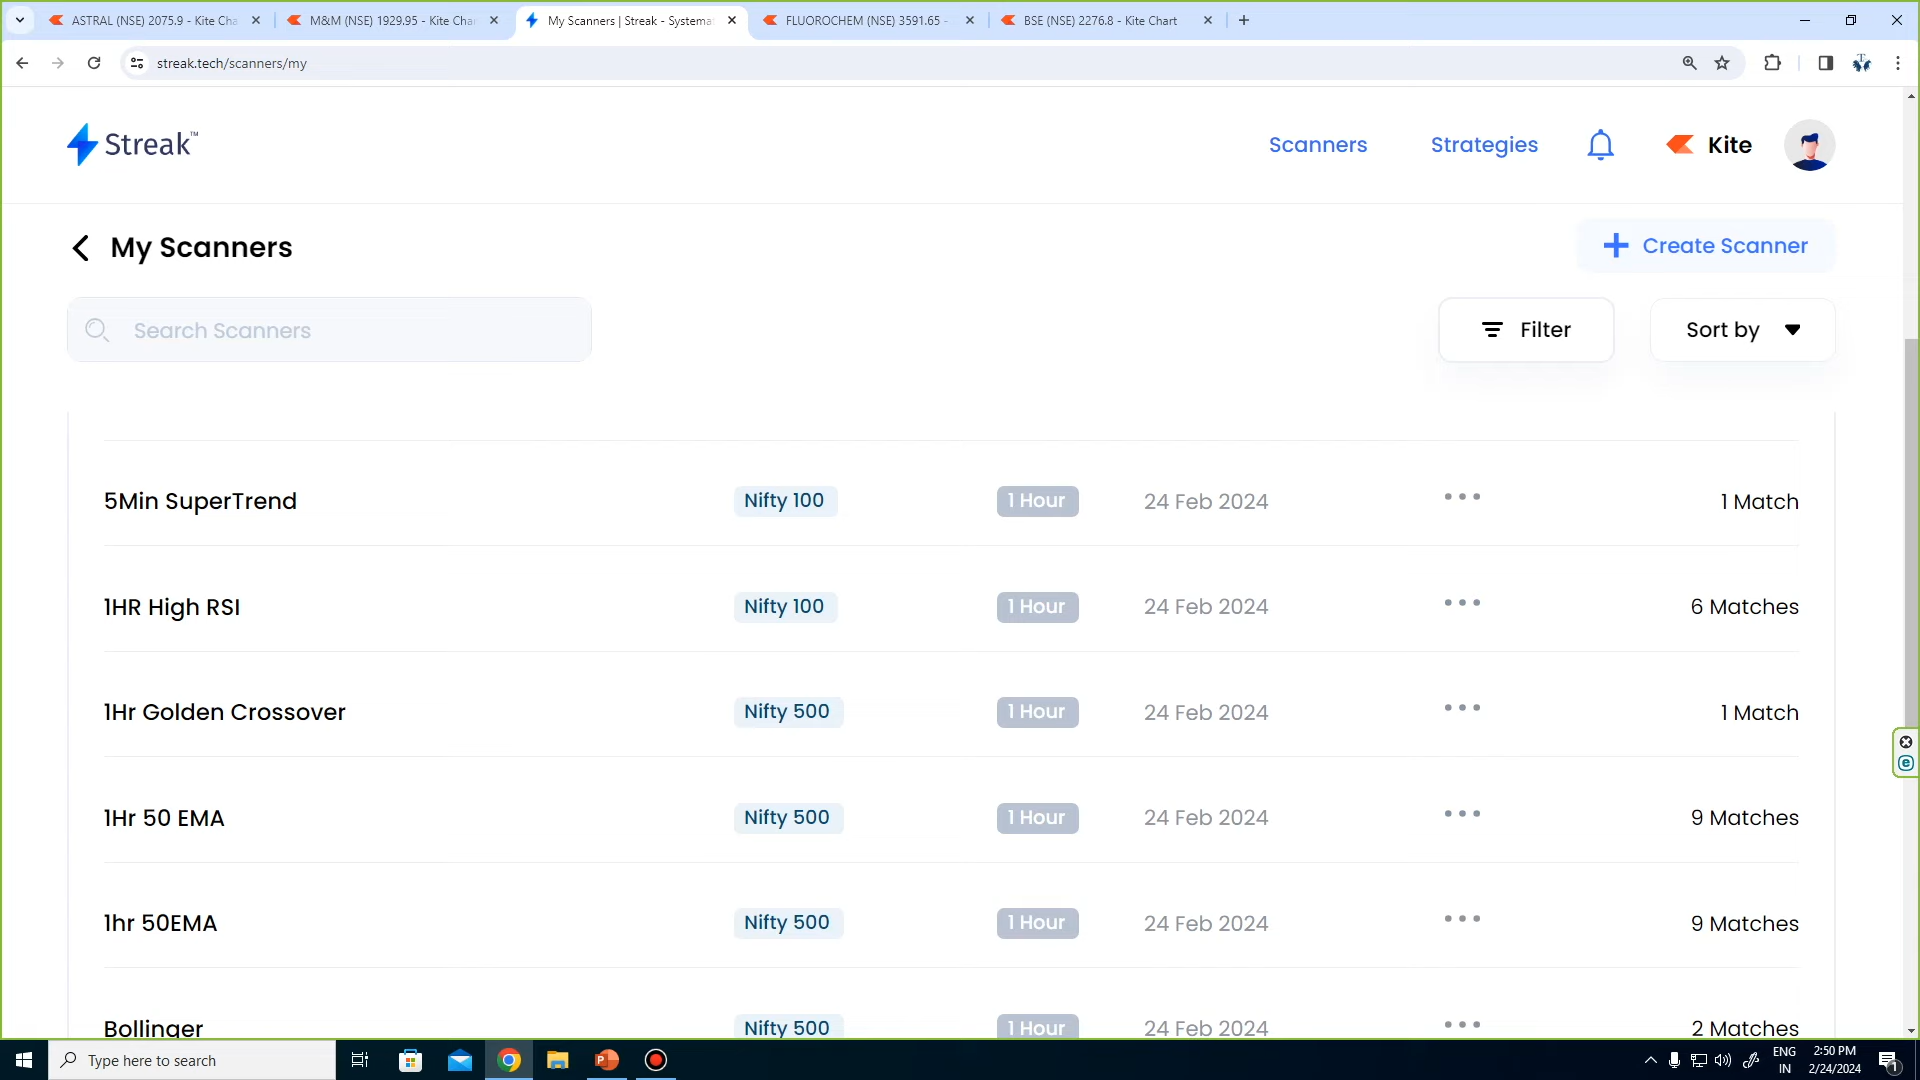 ASTRAL (NSE) 2075.9 - Kite Cha
M&M (NSE) 1929.95 - Kite Cha
My Scanners | Streak - Systemat
FLUOROCHEM (NSE) 3591.65 -
BSE (NSE) 2276.8 - Kite Chart
streak.tech/scanners/my
Streak™
Scanners
Strategies
Kite
My Scanners
Create Scanner
Search Scanners
Filter
Sort by
5Min SuperTrend Nifty 100 1 Hour 24 Feb 2024 1 Match
1HR High RSI Nifty 100 1 Hour 24 Feb 2024 6 Matches
1Hr Golden Crossover Nifty 500 1 Hour 24 Feb 2024 1 Match
1Hr 50 EMA Nifty 500 1 Hour 24 Feb 2024 9 Matches
1hr 50EMA Nifty 500 1 Hour 24 Feb 2024 9 Matches
Bollinger Nifty 500 1 Hour 24 Feb 2024 2 Matches
Type here to search
ENG
IN
2:50 PM
2/24/2024
1